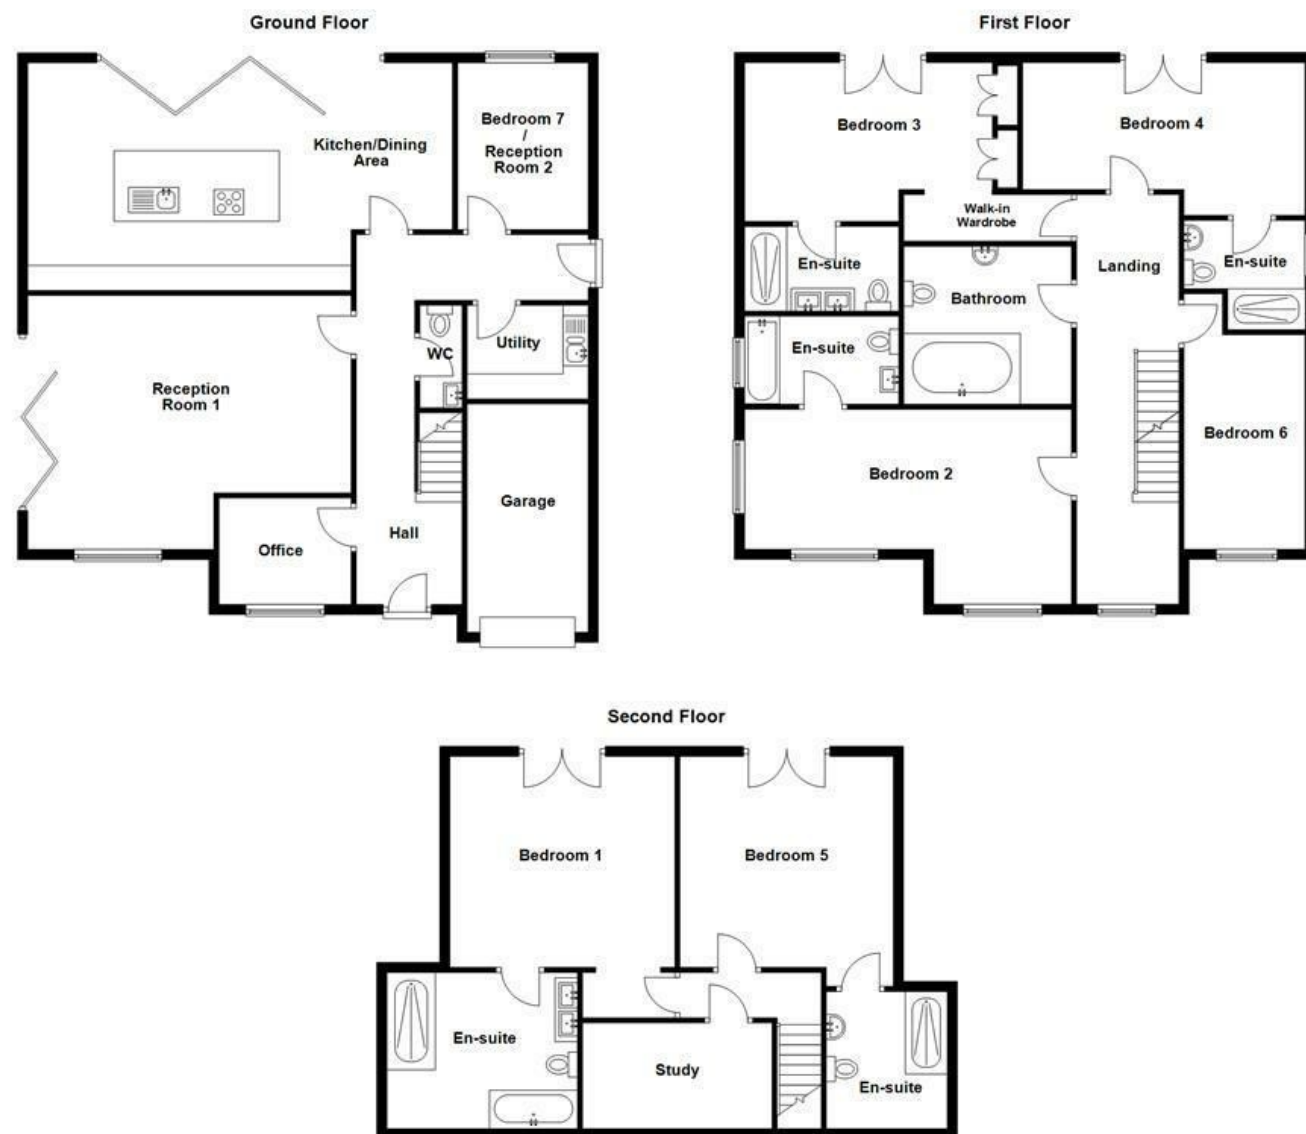 Ground Floor
Kitchen/Dining
Area
Bedroom 7
/
Reception
Room 2
Reception
Room 1
WC
Utility
Office
Hall
Garage
First Floor
Bedroom 3
Bedroom 4
Walk-in
Wardrobe
En-suite
Bathroom
Landing
En-suite
En-suite
Bedroom 2
Bedroom 6
Second Floor
Bedroom 1
Bedroom 5
En-suite
Study
En-suite